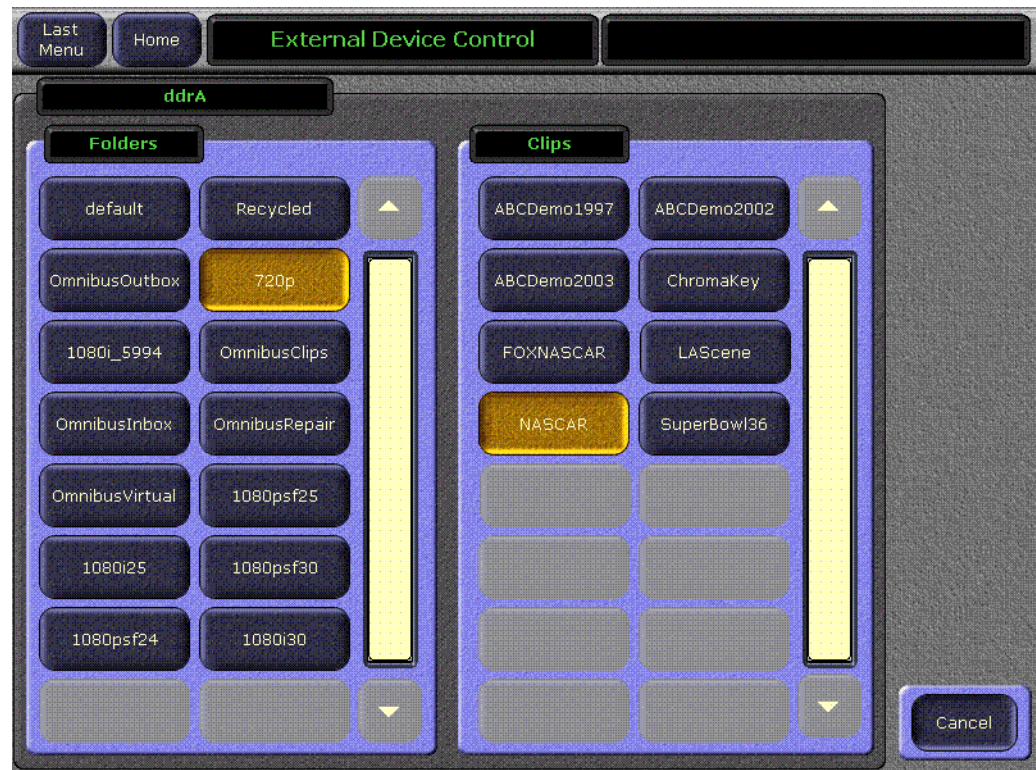 Last Menu Home External Device Control
ddrA
Folders Clips
default Recycled ABCDemo1997 ABCDemo2002
OmnibusOutbox 720p ABCDemo2003 ChromaKey
1080i_5994 OmnibusClips FOXNASCAR LAScene
OmnibusInbox OmnibusRepair NASCAR SuperBowl36
OmnibusVirtual 1080psf25
1080i25 1080psf30
1080psf24 1080i30
Cancel